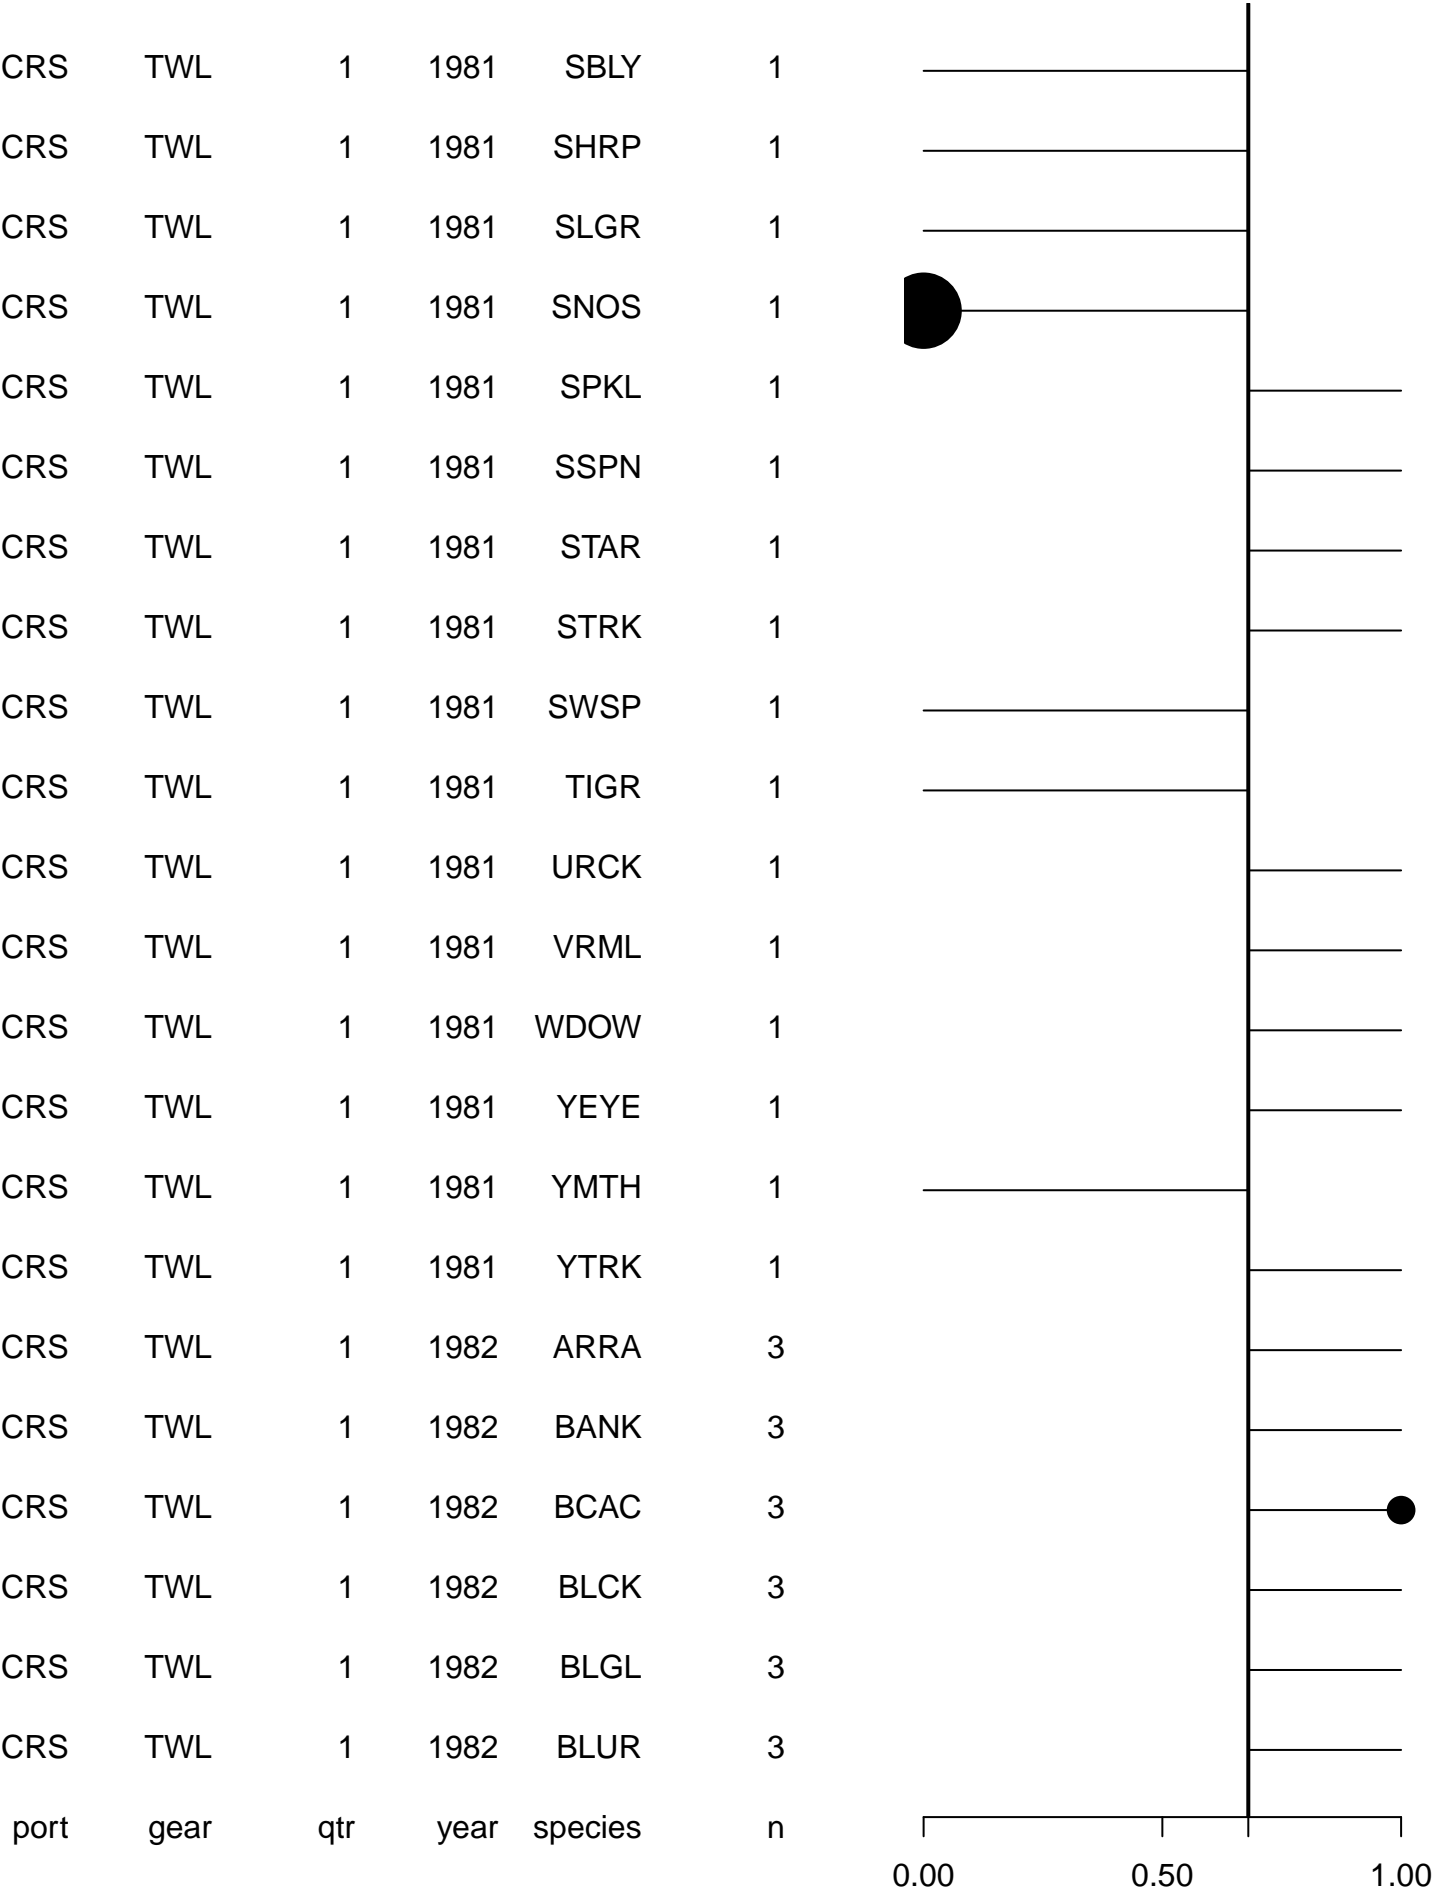 CRS TWL 1 1981 SBLY 1
CRS TWL 1 1981 SHRP 1
CRS TWL 1 1981 SLGR 1
CRS TWL 1 1981 SNOS 1
CRS TWL 1 1981 SPKL 1
CRS TWL 1 1981 SSPN 1
CRS TWL 1 1981 STAR 1
CRS TWL 1 1981 STRK 1
CRS TWL 1 1981 SWSP 1
CRS TWL 1 1981 TIGR 1
CRS TWL 1 1981 URCK 1
CRS TWL 1 1981 VRML 1
CRS TWL 1 1981 WDOW 1
CRS TWL 1 1981 YEYE 1
CRS TWL 1 1981 YMTH 1
CRS TWL 1 1981 YTRK 1
CRS TWL 1 1982 ARRA 3
CRS TWL 1 1982 BANK 3
CRS TWL 1 1982 BCAC 3
CRS TWL 1 1982 BLCK 3
CRS TWL 1 1982 BLGL 3
CRS TWL 1 1982 BLUR 3
port gear qtr year species n
0.00 0.50 1.00